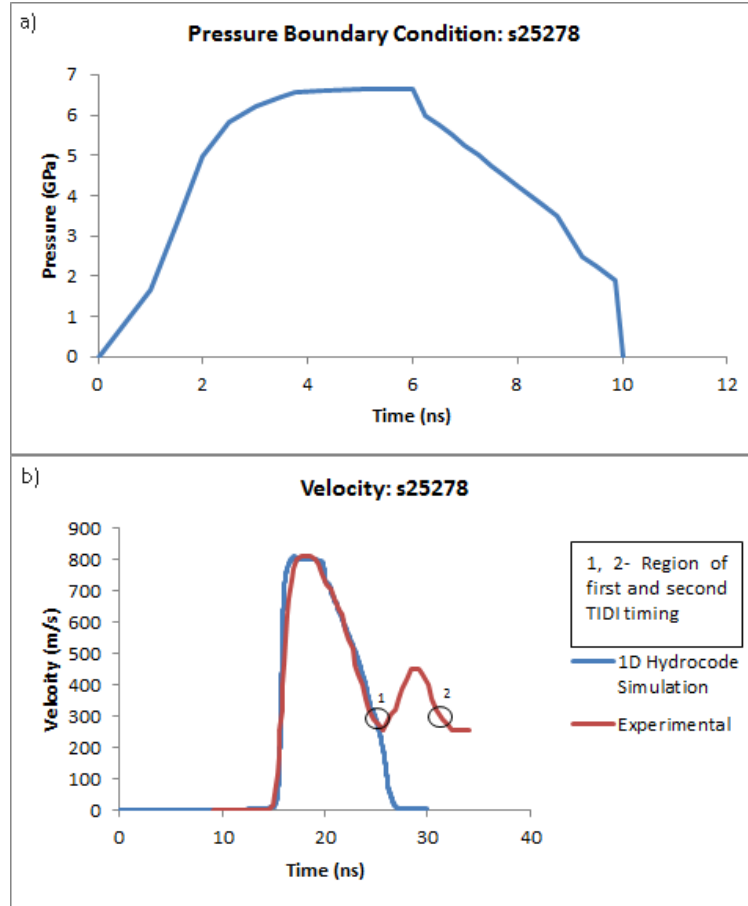 a)
Pressure Boundary Condition: s25278
Pressure (GPa)
7
6
5
4
3
2
1
0
0 2 4 6 8 10 12
Time (ns)
b)
Velocity: s25278
Velocity (m/s)
900
800
700
600
500
400
300
200
100
0
0 10 20 30 40
Time (ns)
1
2
1, 2- Region of
first and second
TIDI timing
1D Hydrocode
Simulation
Experimental